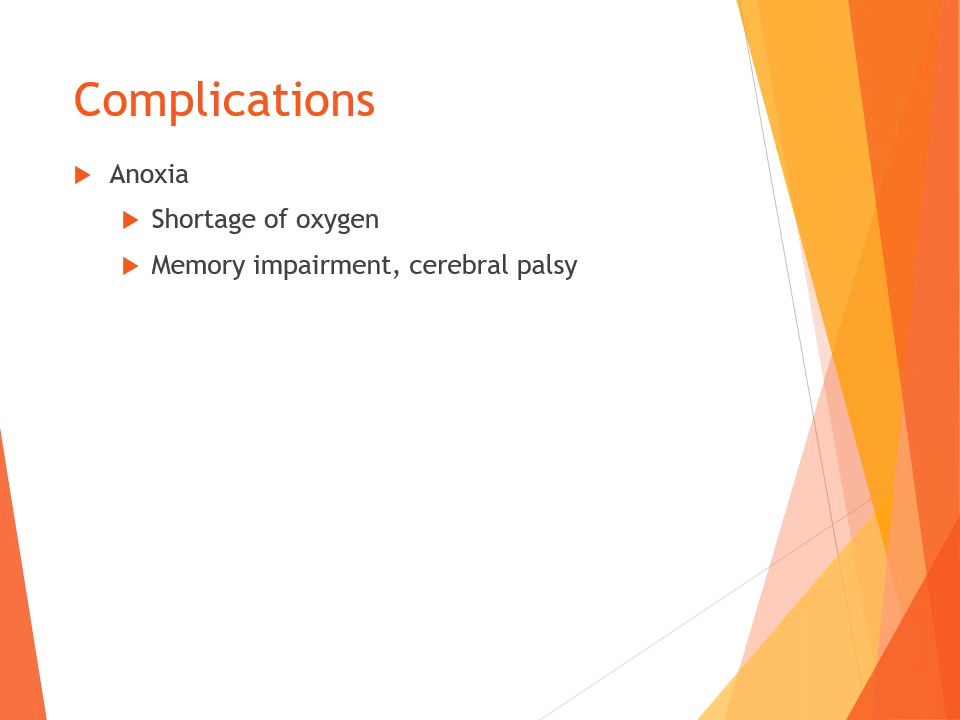 Complications
Anoxia
Shortage of oxygen
Memory impairment, cerebral palsy